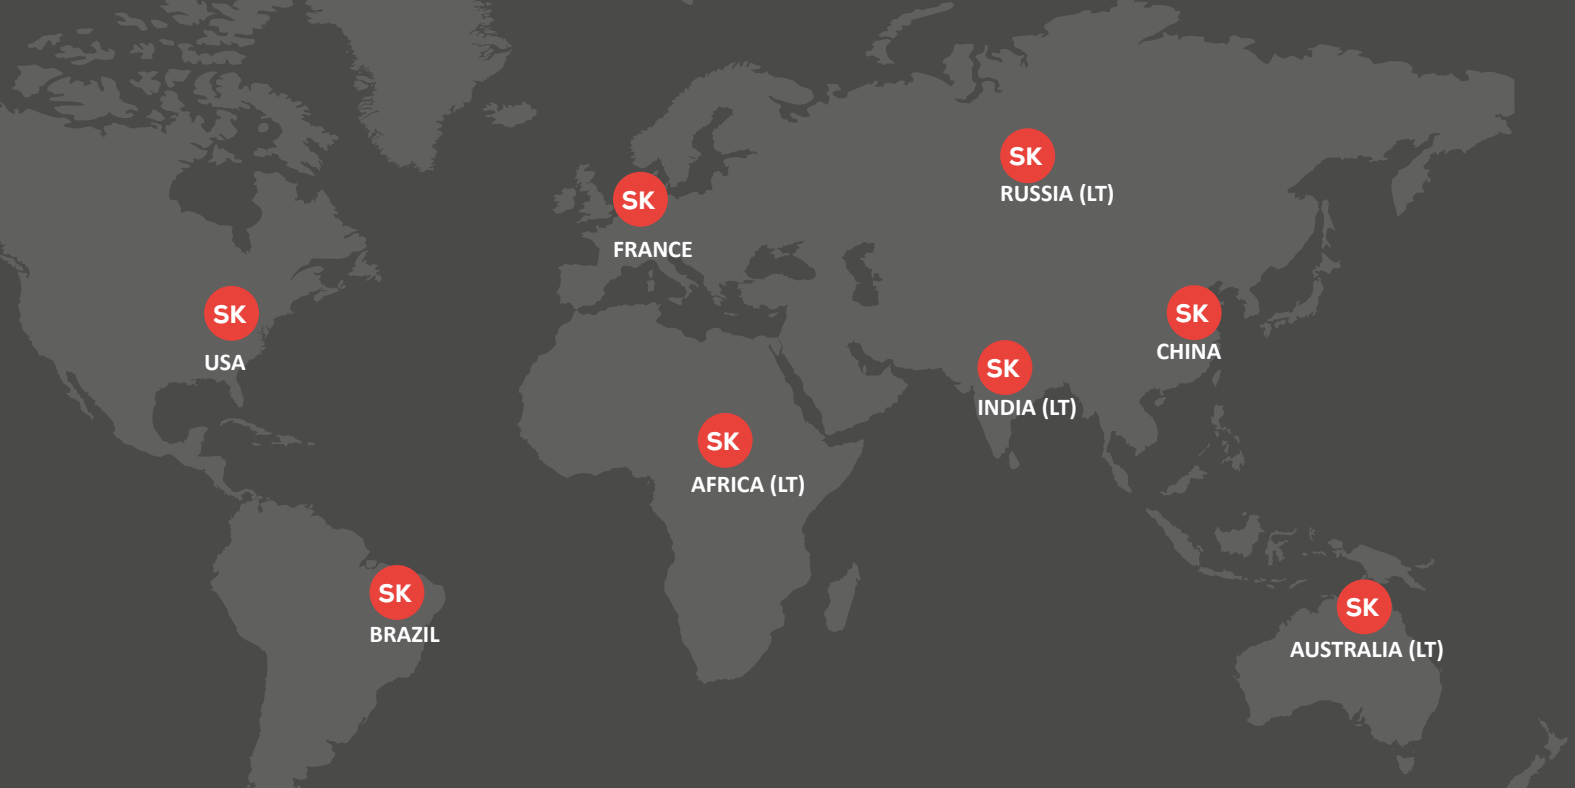 SK
RUSSIA (LT)
SK
FRANCE
SK
USA
SK
CHINA
SK
INDIA (LT)
SK
AFRICA (LT)
SK
BRAZIL
SK
AUSTRALIA (LT)